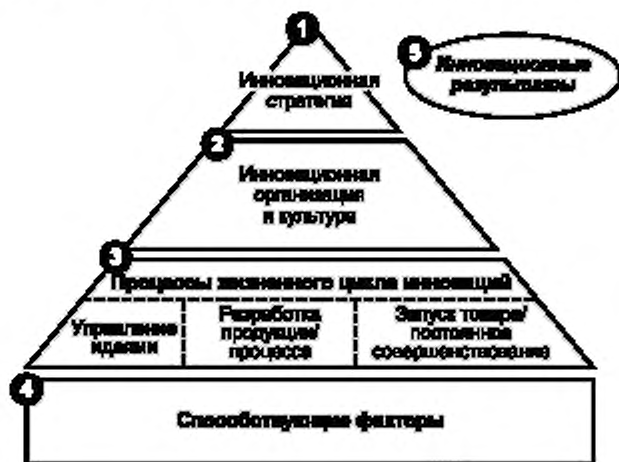 1
Инновационная
стратегия
5
Инновационные
результаты
2
Инновационная
организация
и культура
3
Процессы жизненного цикла инноваций
Управление
идеями
Разработка
продукции/
процесса
Запуск товара/
постоянное
совершенствование
4
Способствующие факторы